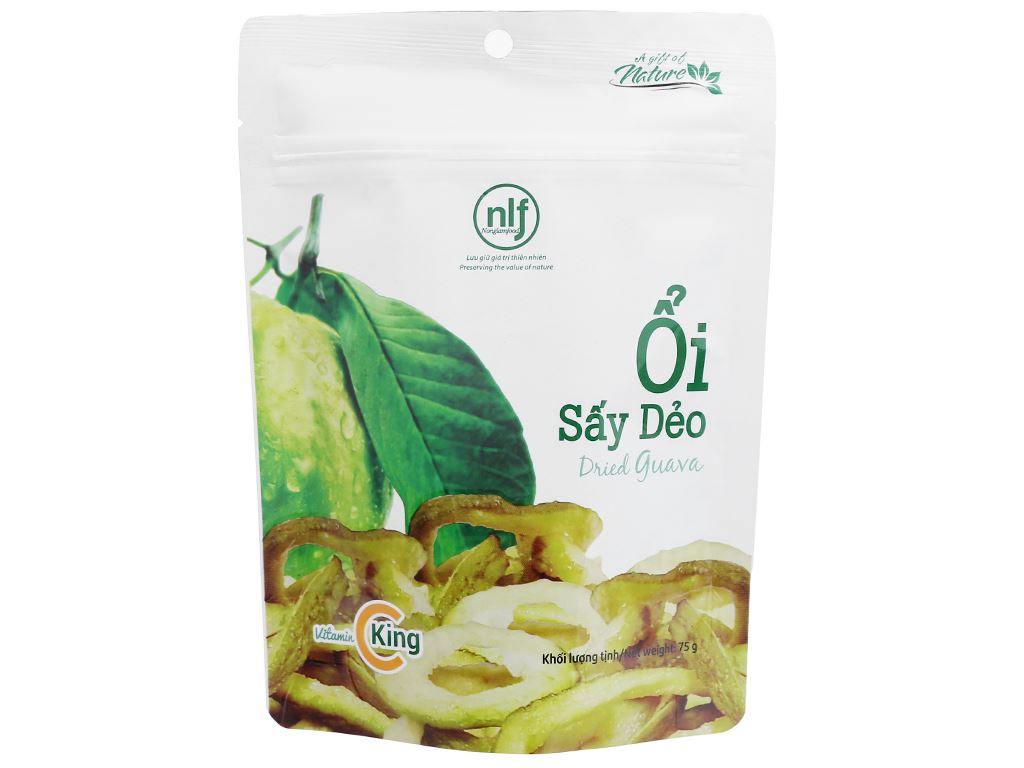 A gift of
Nature
nlf
Nonglamfood
Lưu giữ giá trị thiên nhiên
Preserving the value of nature
Ổi
Sấy Dẻo
Dried Guava
Vitamin C King
Khối lượng tịnh/Net weight: 75 g